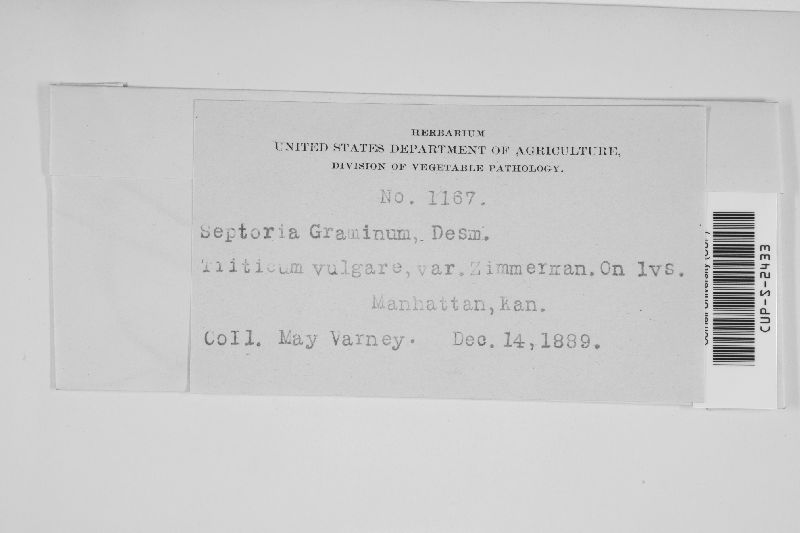 HERBARIUM
UNITED STATES DEPARTMENT OF AGRICULTURE,
DIVISION OF VEGETABLE PATHOLOGY.
No. 1167.
Septoria Graminum, Desm.
Triticum vulgare, var. Zimmerman. On lvs.
Manhattan, Kan.
Coll. May Varney. Dec. 14, 1889.
CUP-S-2433